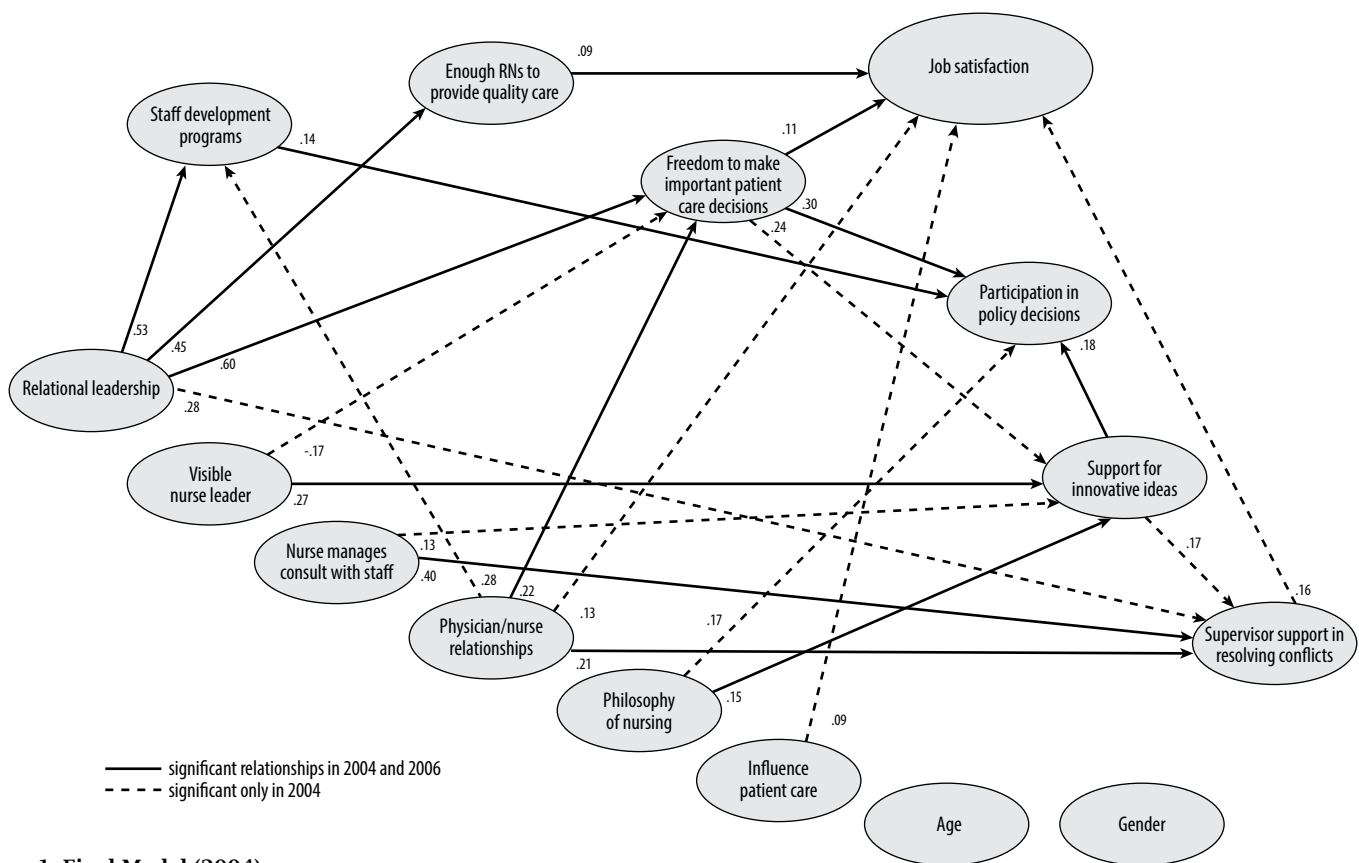 .09
Job satisfaction
Enough RNs to
provide quality care
Staff development
programs
.14
.11
Freedom to make
important patient
care decisions
.30
.24
Participation in
policy decisions
.18
.53
.45
.60
Relational leadership
.28
-.17
Visible
nurse leader
.27
Support for
innovative ideas
.17
Nurse manages
consult with staff
.13
.40
.28
.22
.13
Physician/nurse
relationships
.21
.16
Supervisor support in
resolving conflicts
.17
Philosophy
of nursing
.15
.09
Influence
patient care
significant relationships in 2004 and 2006
significant only in 2004
Age
Gender